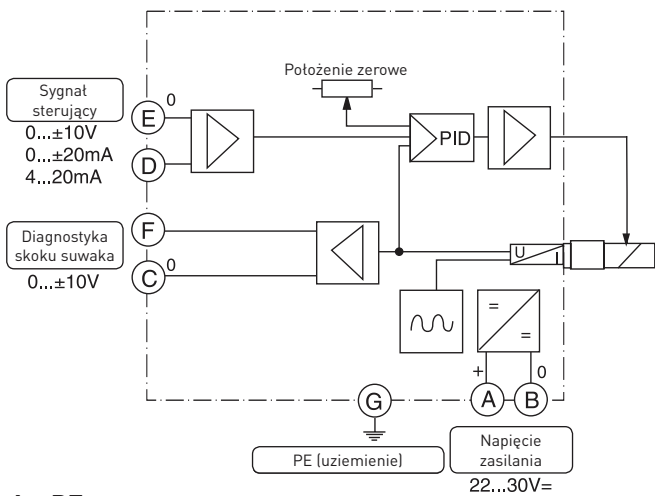 Położenie zerowe
Sygnał
sterujący
0...±10V
0...±20mA
4...20mA
E
0
D
PID
F
Diagnostyka
skoku suwaka
0...±10V
C
0
U
I
=
=
+
0
G
A
B
PE (uziemienie)
Napięcie
zasilania
22...30V=